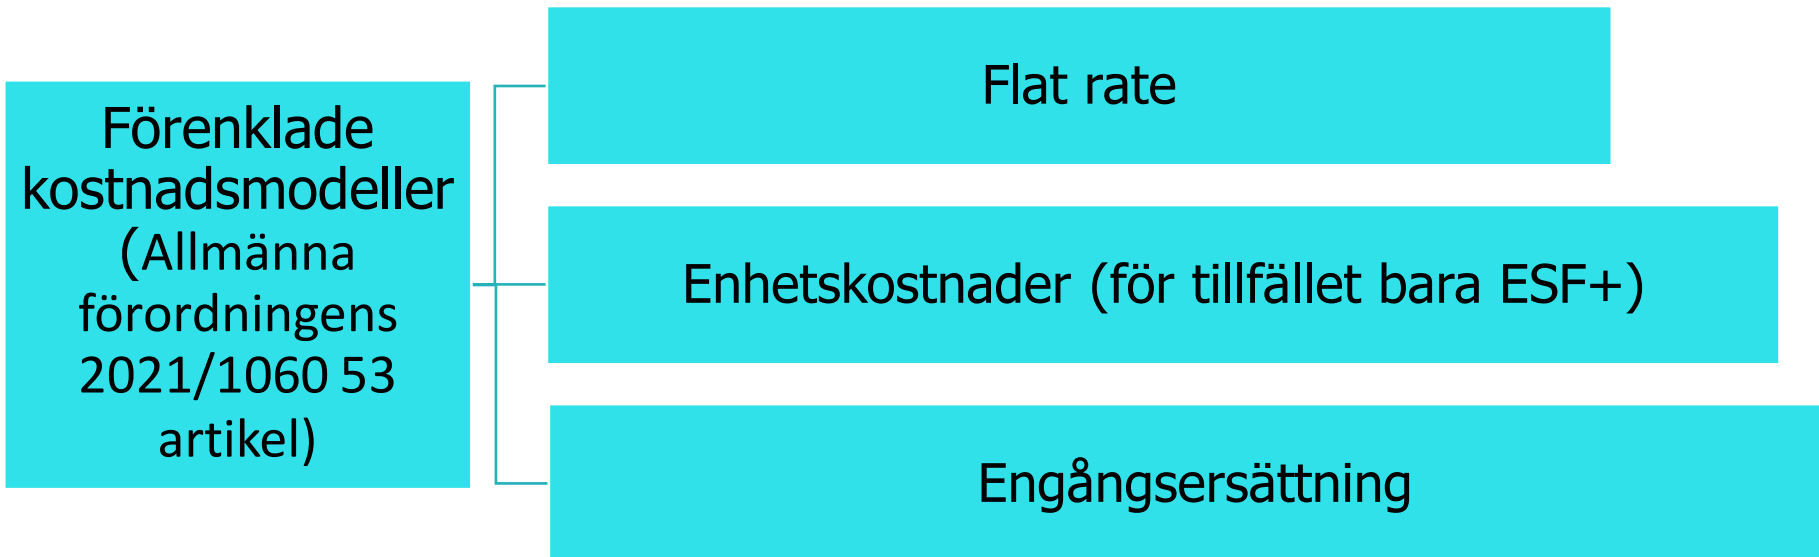 Förenklade
kostnadsmodeller
(Allmänna
förordningens
2021/1060 53
artikel)
Flat rate
Enhetskostnader (för tillfället bara ESF+)
Engångsersättning